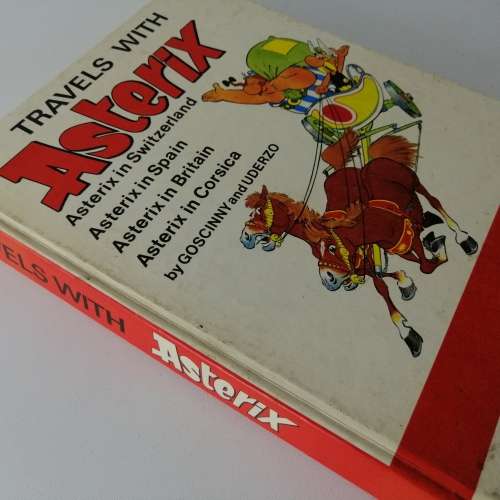 TRAVELS WITH
Asterix
Asterix in Switzerland
Asterix in Spain
Asterix in Britain
Asterix in Corsica
by GOSCINNY and UDERZO
ELS WITH Asterix